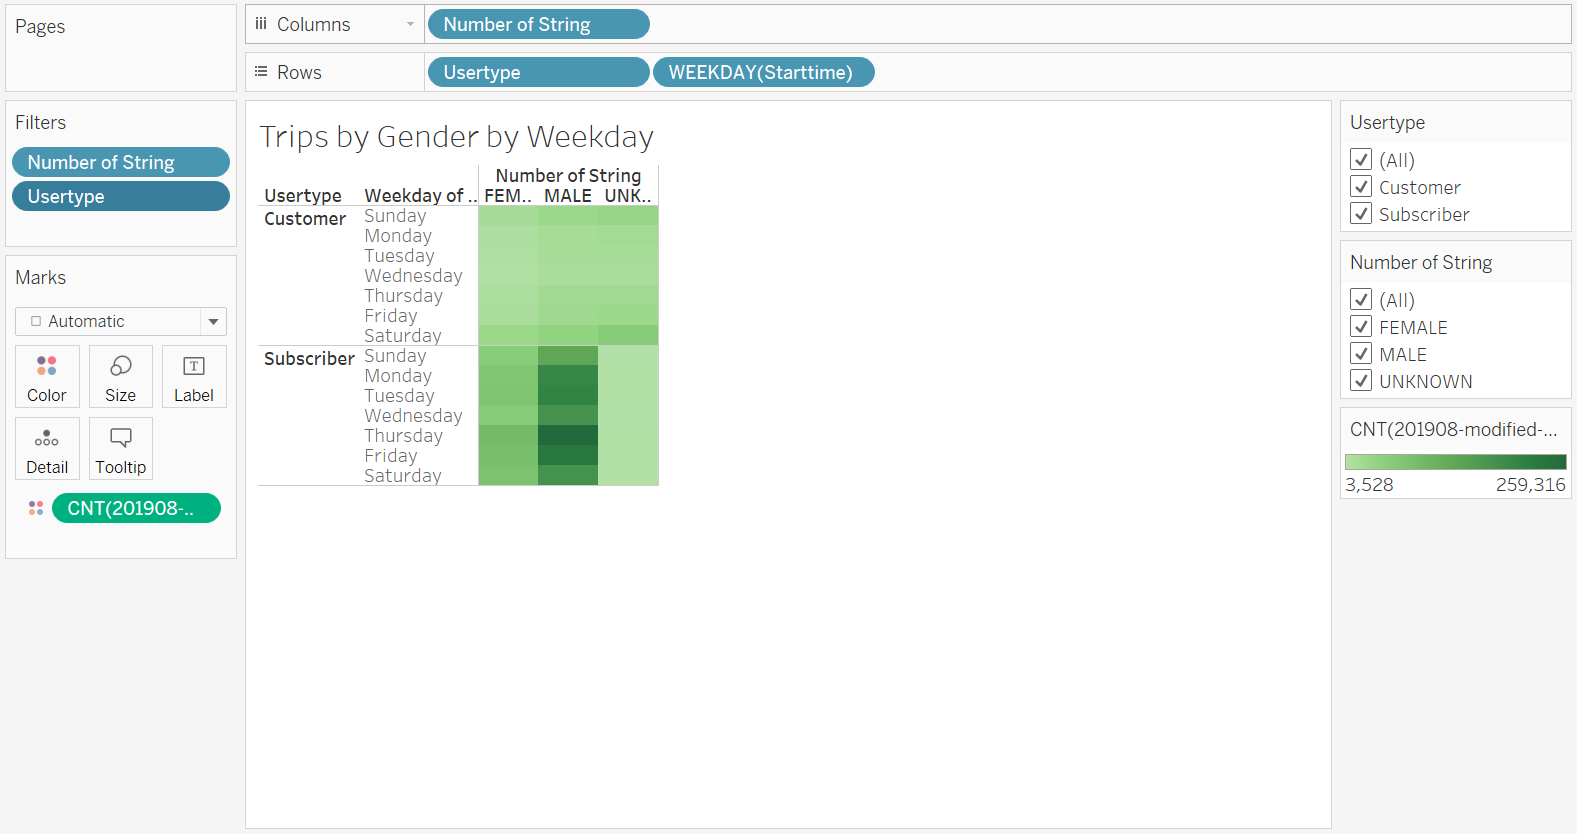 Pages
Columns
Number of String
Rows
Usertype
WEEKDAY(Starttime)
Filters
Number of String
Usertype
Marks
Automatic
Color
Size
Label
Detail
Tooltip
CNT(201908-..
Trips by Gender by Weekday
Number of String
Usertype Weekday of .. FEM.. MALE UNK..
Customer Sunday
Monday
Tuesday
Wednesday
Thursday
Friday
Saturday
Subscriber Sunday
Monday
Tuesday
Wednesday
Thursday
Friday
Saturday
Usertype
(All)
Customer
Subscriber
Number of String
(All)
FEMALE
MALE
UNKNOWN
CNT(201908-modified-...
3,528 259,316